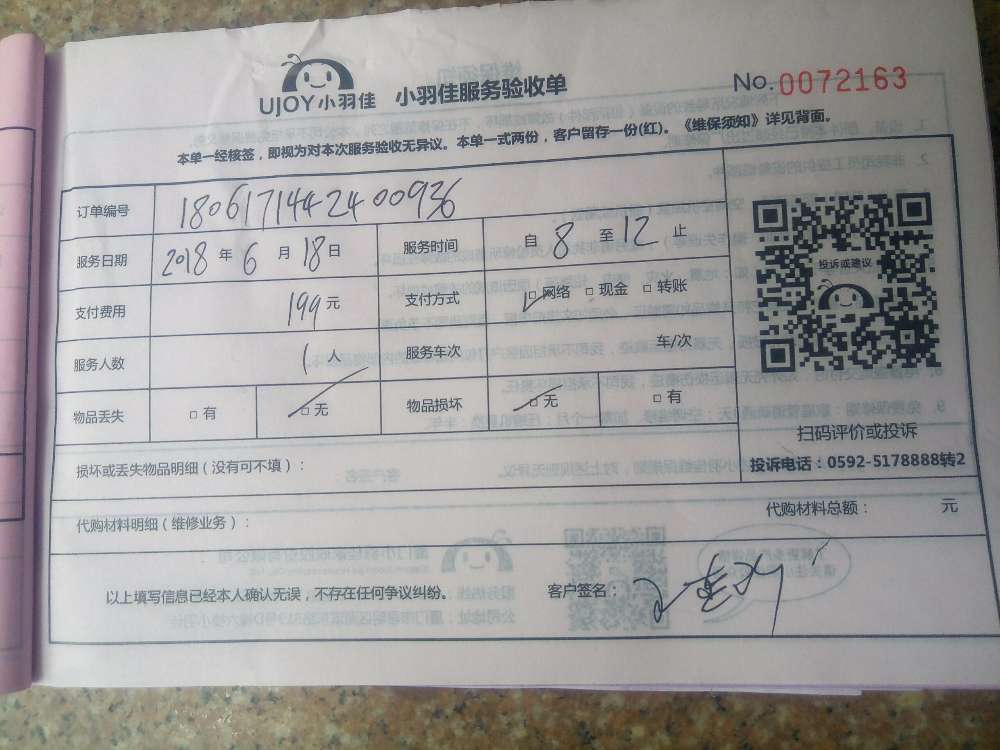 UJOY小羽佳 小羽佳服务验收单 No.0072163
本单一经核签,即视为对本次服务验收无异议。本单一式两份,客户留存一份(红)。《维保须知》详见背面。
订单编号 18061714424 00936
服务日期 2018 年 6 月 18 日 服务时间 自 8 至 12 止
支付费用 199 元 支付方式 □网络 □现金 □转账
服务人数 1 人 服务车次 车/次
物品丢失 □有 □无 物品损坏 □无 □有
投诉或建议
扫码评价或投诉
投诉电话:0592-5178888转2
损坏或丢失物品明细(没有可不填):
代购材料明细(维修业务): 代购材料总额: 元
以上填写信息已经本人确认无误,不存在任何争议纠纷。 客户签名: